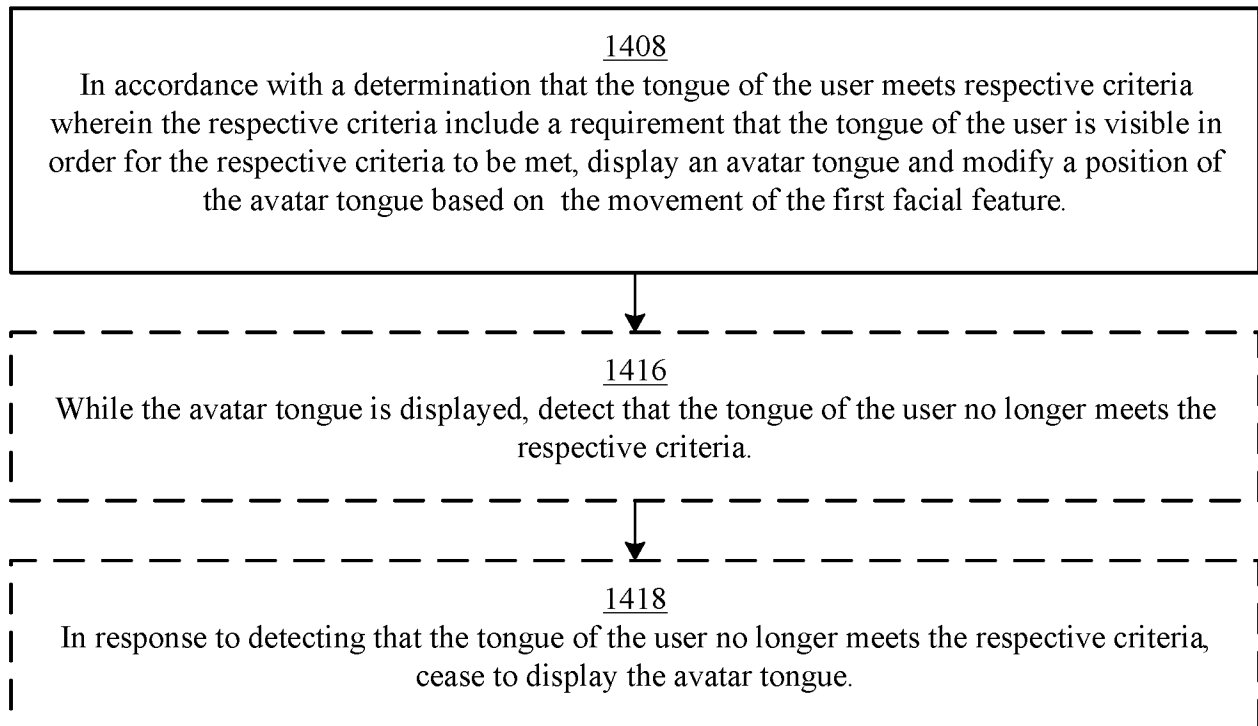 1408
In accordance with a determination that the tongue of the user meets respective criteria
wherein the respective criteria include a requirement that the tongue of the user is visible in
order for the respective criteria to be met, display an avatar tongue and modify a position of
the avatar tongue based on the movement of the first facial feature.
1416
While the avatar tongue is displayed, detect that the tongue of the user no longer meets the
respective criteria.
1418
In response to detecting that the tongue of the user no longer meets the respective criteria,
cease to display the avatar tongue.